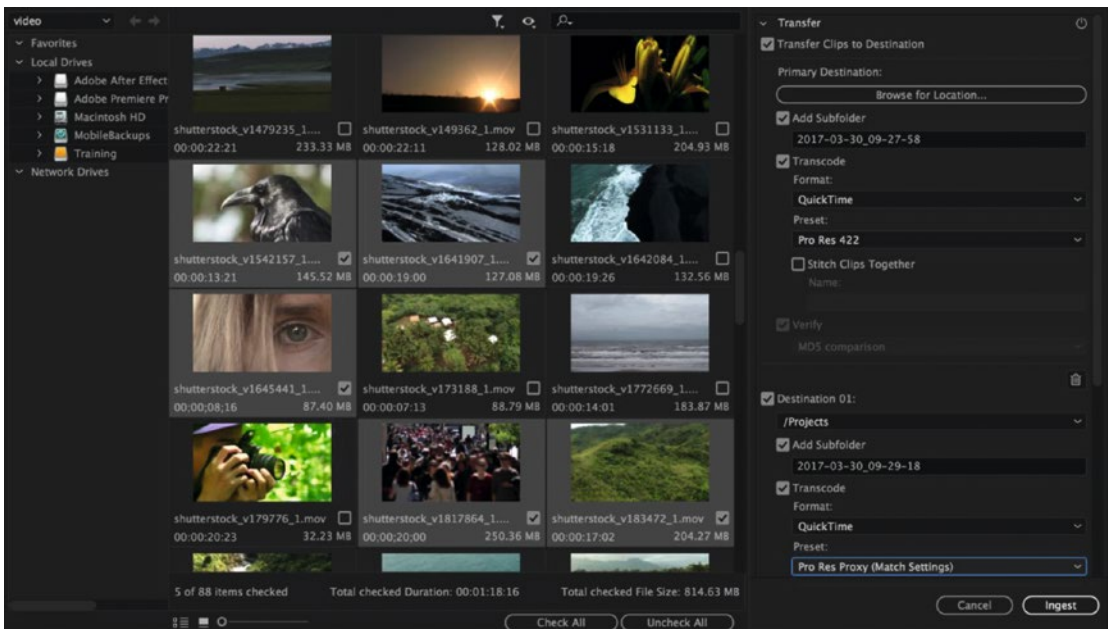 video
Favorites
Local Drives
Adobe After Effect
Adobe Premiere Pr
Macintosh HD
MobileBackups
Training
Network Drives
shutterstock_v1479235_1....
00:00:22:21 233.33 MB
shutterstock_v149362_1.mov
00:00:22:11 128.02 MB
shutterstock_v1531133_1....
00:00:15:18 204.93 MB
shutterstock_v1542157_1....
00:00:13:21 145.52 MB
shutterstock_v1641907_1....
00:00:19:00 127.08 MB
shutterstock_v1642084_1....
00:00:19:26 132.56 MB
shutterstock_v1645441_1....
00;00;08;16 87.40 MB
shutterstock_v173188_1.mov
00:00:07:13 88.79 MB
shutterstock_v1772669_1....
00:00:14:01 183.87 MB
shutterstock_v179776_1.mov
00:00:20:23 32.23 MB
shutterstock_v1817864_1....
00;00;20;00 250.36 MB
shutterstock_v183472_1.mov
00:00:17:02 204.27 MB
5 of 88 items checked
Total checked Duration: 00:01:18:16
Total checked File Size: 814.63 MB
Check All
Uncheck All
Transfer
Transfer Clips to Destination
Primary Destination:
Browse for Location...
Add Subfolder
2017-03-30_09-27-58
Transcode
Format:
QuickTime
Preset:
Pro Res 422
Stitch Clips Together
Name:
Verify
MD5 comparison
Destination 01:
/Projects
Add Subfolder
2017-03-30_09-29-18
Transcode
Format:
QuickTime
Preset:
Pro Res Proxy (Match Settings)
Cancel
Ingest